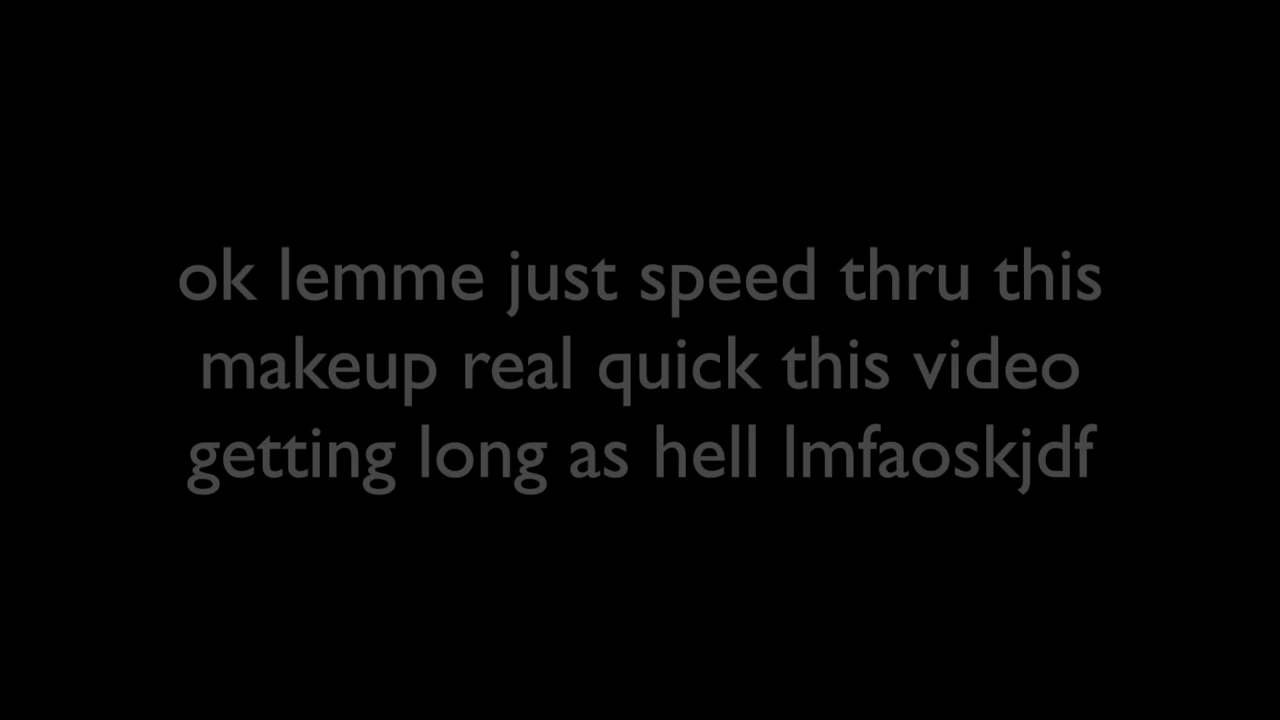 ok lemme just speed thru this
makeup real quick this video
getting long as hell lmfaoskjdf